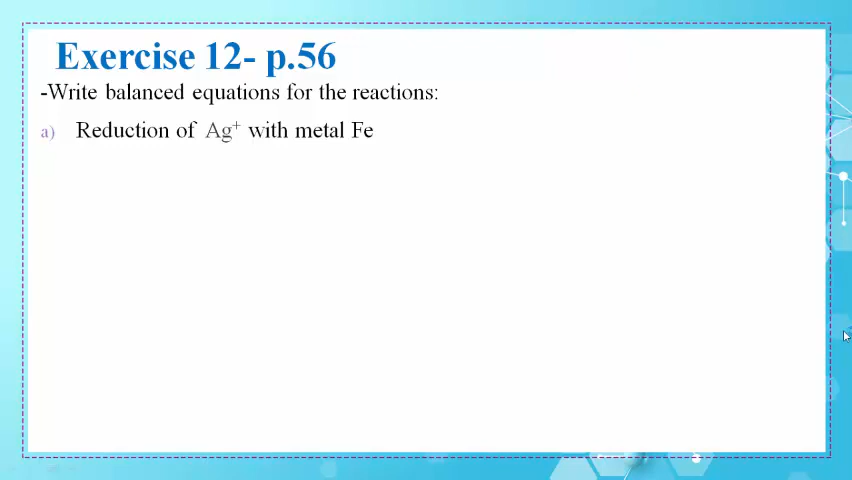 Exercise 12- p.56
-Write balanced equations for the reactions:
a) Reduction of Ag⁺ with metal Fe